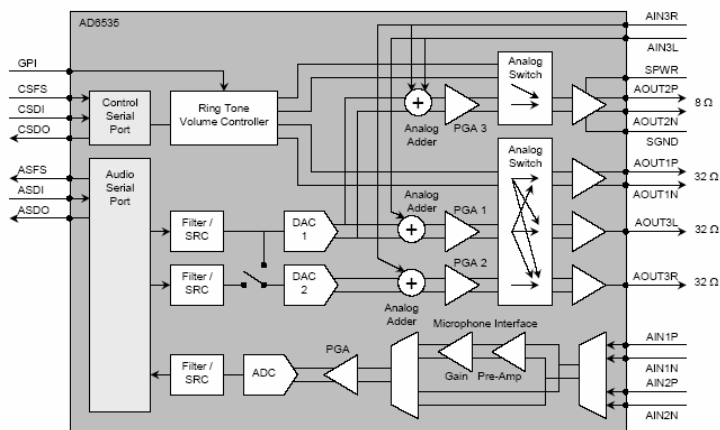 AD6535
AIN3R
AIN3L
GPI
CSFS
CSDI
CSDO
Control
Serial
Port
Ring Tone
Volume Controller
Analog
Adder
PGA 3
Analog
Switch
SPWR
AOUT2P
8 Ω
AOUT2N
SGND
ASFS
ASDI
ASDO
Audio
Serial
Port
Analog
Switch
AOUT1P
32 Ω
AOUT1N
Filter /
SRC
DAC
1
Analog
Adder
PGA 1
AOUT3L
32 Ω
Filter /
SRC
DAC
2
Analog
Adder
PGA 2
AOUT3R
32 Ω
Filter /
SRC
ADC
PGA
Microphone Interface
Gain
Pre-Amp
AIN1P
AIN1N
AIN2P
AIN2N